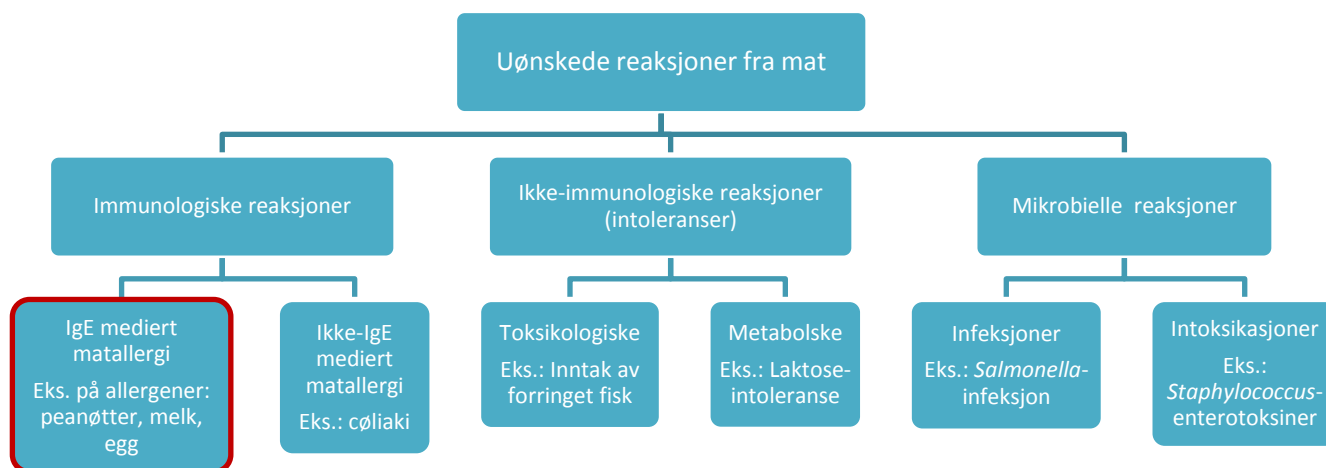 Uønskede reaksjoner fra mat
Immunologiske reaksjoner
Ikke-immunologiske reaksjoner
(intoleranser)
Mikrobielle reaksjoner
IgE mediert
matallergi
Eks. på allergener:
peanøtter, melk,
egg
Ikke-IgE
mediert
matallergi
Eks.: cøliaki
Toksikologiske
Eks.: Inntak av
forringet fisk
Metabolske
Eks.: Laktose-
intoleranse
Infeksjoner
Eks.: Salmonella-
infeksjon
Intoksikasjoner
Eks.:
Staphylococcus-
enterotoksiner